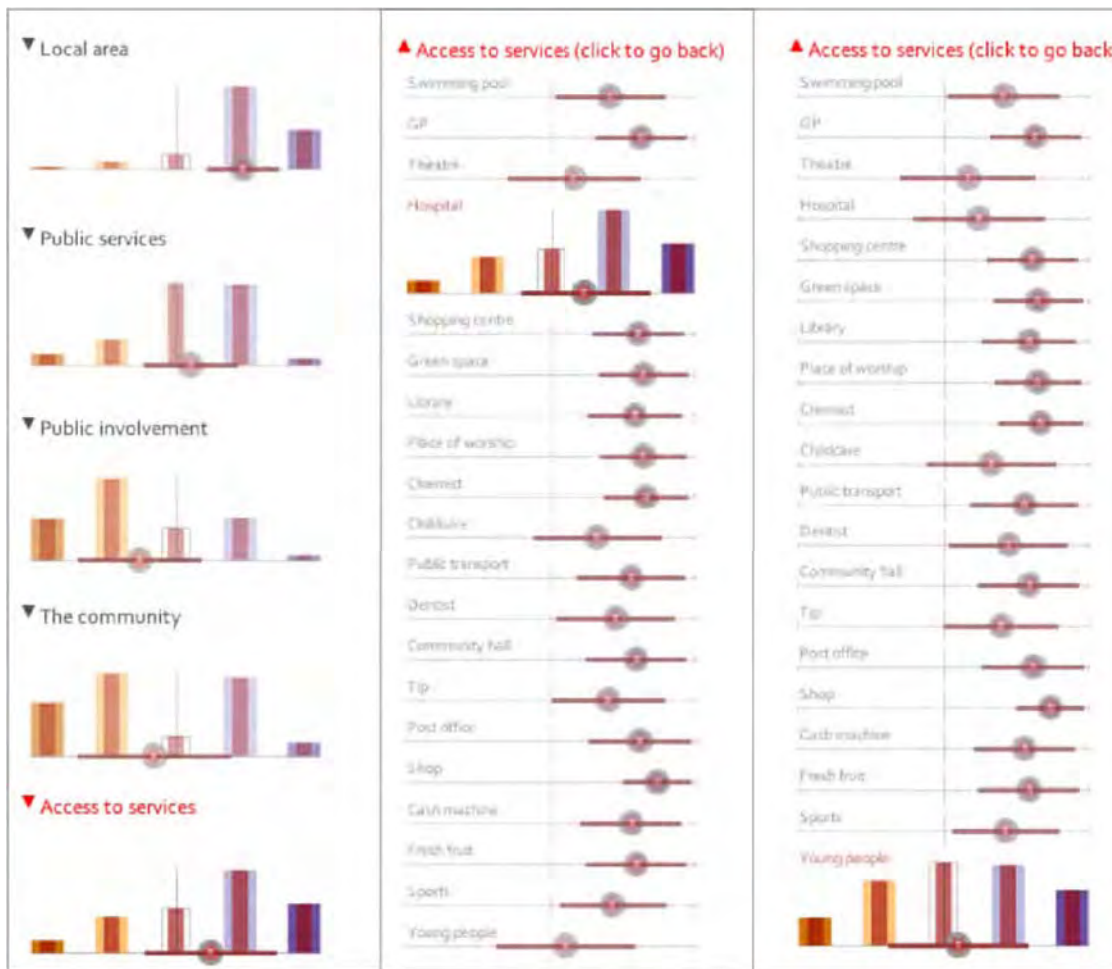 ▼ Local area
▼ Public services
▼ Public involvement
▼ The community
▼ Access to services
▲ Access to services (click to go back)
Swimming pool
GP
Theatre
Hospital
Shopping centre
Green space
Library
Place of worship
Chemist
Childcare
Public transport
Dentist
Community hall
Tip
Post office
Shop
Cash machine
Fresh fruit
Sports
Young people
▲ Access to services (click to go back
Swimming pool
GP
Theatre
Hospital
Shopping centre
Green space
Library
Place of worship
Chemist
Childcare
Public transport
Dentist
Community hall
Tip
Post office
Shop
Cash machine
Fresh fruit
Sports
Young people